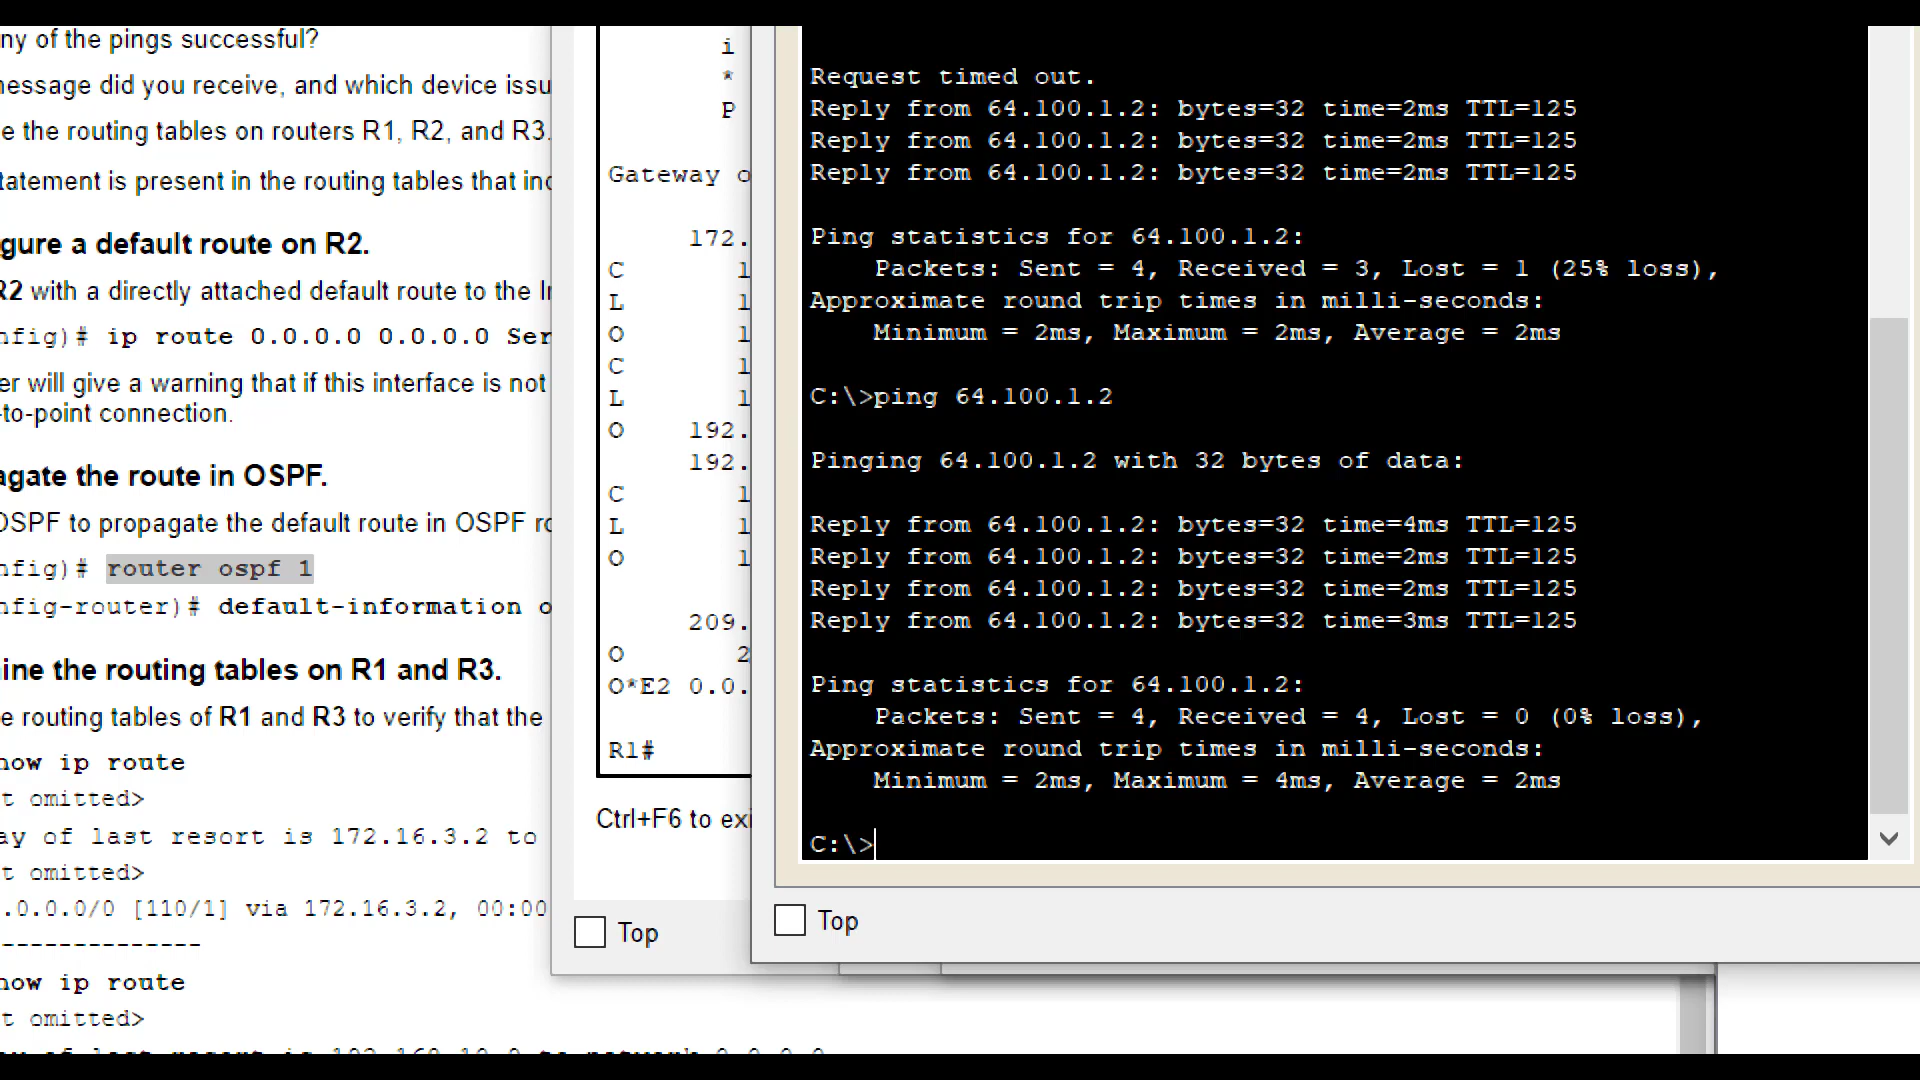 ny of the pings successful?
essage did you receive, and which device issu
e the routing tables on routers R1, R2, and R3.
tatement is present in the routing tables that inc
gure a default route on R2.
R2 with a directly attached default route to the
nfig)# ip route 0.0.0.0 0.0.0.0 Ser
er will give a warning that if this interface is not
-to-point connection.
agate the route in OSPF.
OSPF to propagate the default route in OSPF
nfig)# router ospf 1
nfig-router)# default-information o
ine the routing tables on R1 and R3.
e routing tables of R1 and R3 to verify that the
how ip route
t omitted>
ay of last resort is 172.16.3.2 to
t omitted>
.0.0.0/0 [110/1] via 172.16.3.2, 00:00
---------------
how ip route
t omitted>
i
*
P
Gateway o
172.
C 1
L 1
O 1
C 1
L 1
O 192.
192.
C 1
L 1
O 1
209.
O 2
O*E2 0.0.
R1#
Ctrl+F6 to exi
Top
Request timed out.
Reply from 64.100.1.2: bytes=32 time=2ms TTL=125
Reply from 64.100.1.2: bytes=32 time=2ms TTL=125
Reply from 64.100.1.2: bytes=32 time=2ms TTL=125
Ping statistics for 64.100.1.2:
Packets: Sent = 4, Received = 3, Lost = 1 (25% loss),
Approximate round trip times in milli-seconds:
Minimum = 2ms, Maximum = 2ms, Average = 2ms
C:\>ping 64.100.1.2
Pinging 64.100.1.2 with 32 bytes of data:
Reply from 64.100.1.2: bytes=32 time=4ms TTL=125
Reply from 64.100.1.2: bytes=32 time=2ms TTL=125
Reply from 64.100.1.2: bytes=32 time=2ms TTL=125
Reply from 64.100.1.2: bytes=32 time=3ms TTL=125
Ping statistics for 64.100.1.2:
Packets: Sent = 4, Received = 4, Lost = 0 (0% loss),
Approximate round trip times in milli-seconds:
Minimum = 2ms, Maximum = 4ms, Average = 2ms
C:\>
Top